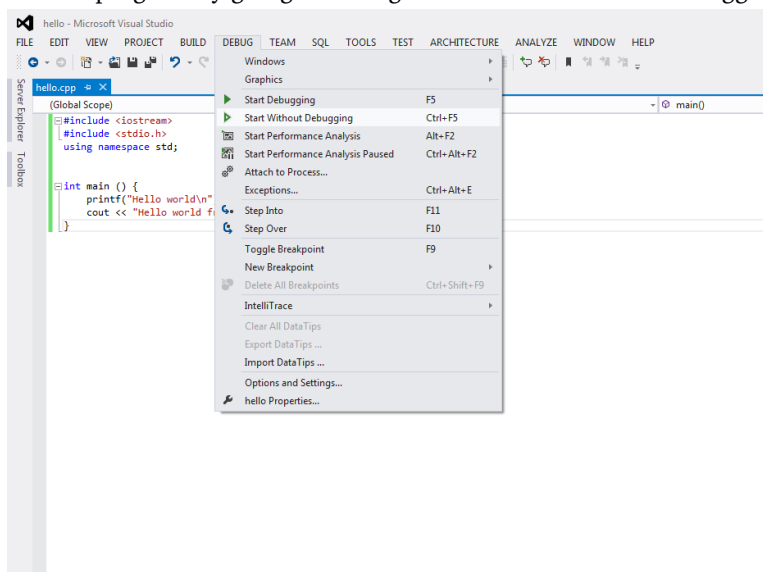 hello - Microsoft Visual Studio
FILE EDIT VIEW PROJECT BUILD DEBUG TEAM SQL TOOLS TEST ARCHITECTURE ANALYZE WINDOW HELP
Server Explorer
Toolbox
hello.cpp
(Global Scope)
main()
#include <iostream>
#include <stdio.h>
using namespace std;
int main () {
printf("Hello world\n"
cout << "Hello world
}
Windows
Graphics
Start Debugging F5
Start Without Debugging Ctrl+F5
Start Performance Analysis Alt+F2
Start Performance Analysis Paused Ctrl+Alt+F2
Attach to Process...
Exceptions... Ctrl+Alt+E
Step Into F11
Step Over F10
Toggle Breakpoint F9
New Breakpoint
Delete All Breakpoints Ctrl+Shift+F9
IntelliTrace
Clear All DataTips
Export DataTips ...
Import DataTips ...
Options and Settings...
hello Properties...